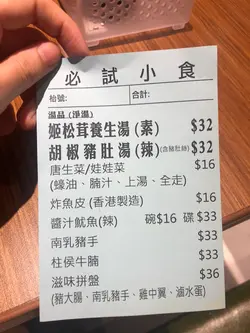 必試小食
枱號:
合計:
湯品 (淨湯)
姬松茸養生湯 (素) $32
胡椒豬肚湯 (辣) (含豬肚師) $32
唐生菜/娃娃菜 $16
(蠔油、腩汁、上湯、全走)
炸魚皮 (香港製造) $16
醬汁魷魚(辣) 碗$16 碟$33
南乳豬手 $33
柱侯牛腩 $33
滋味拼盤 $36
(豬大腸、南乳豬手、雞中翼、滷水蛋)